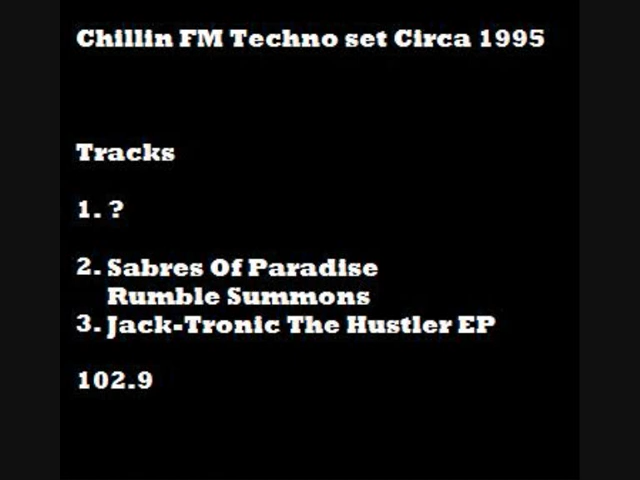 Chillin FM Techno set Circa 1995
Tracks
1. ?
2. Sabres Of Paradise
Rumble Summons
3. Jack-Tronic The Hustler EP
102.9